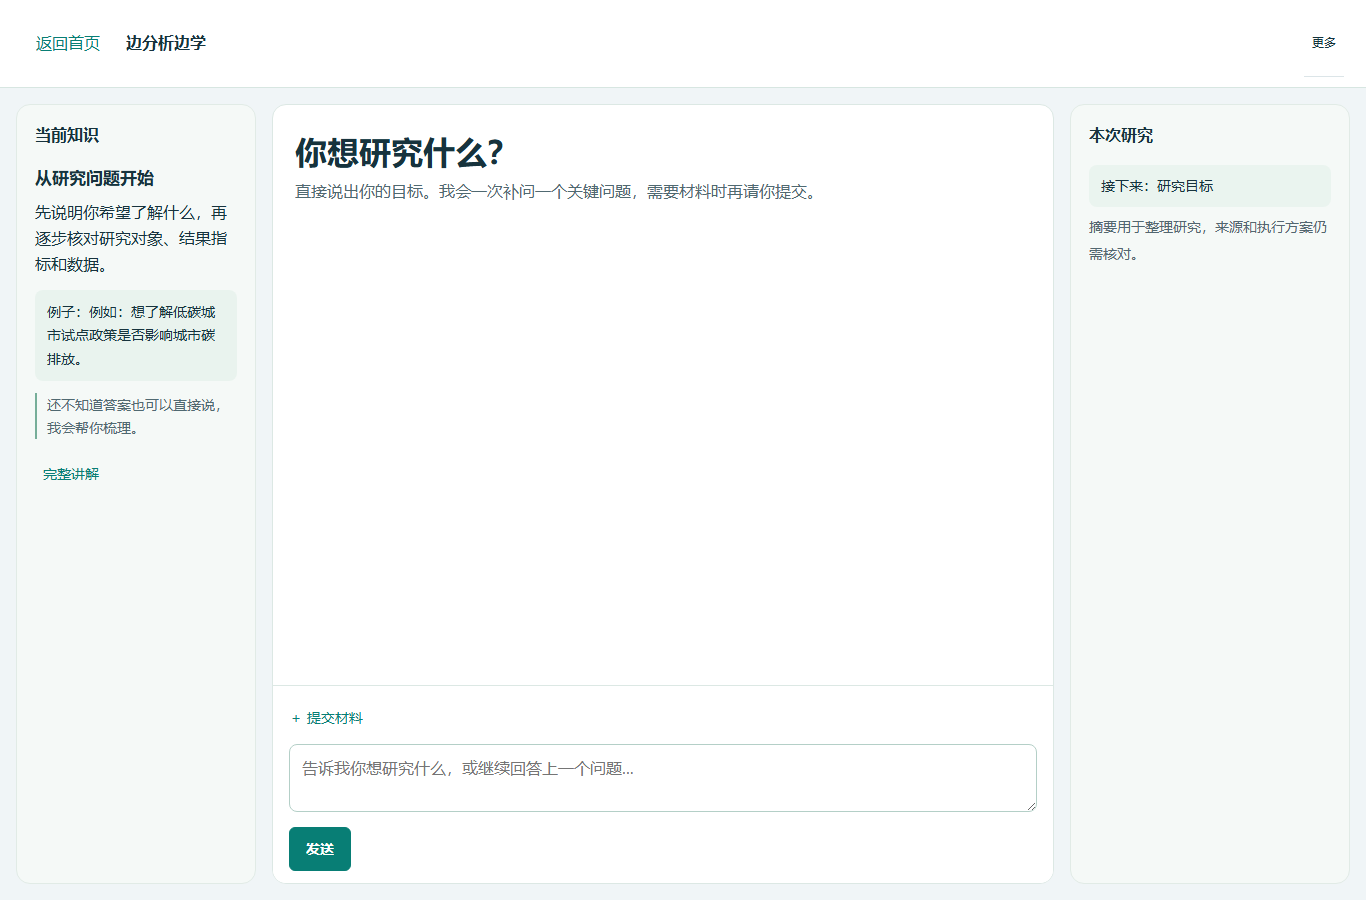 返回首页
边分析边学
更多
当前知识
从研究问题开始
先说明你希望了解什么，再
逐步核对研究对象、结果指
标和数据。
例子：例如：想了解低碳城
市试点政策是否影响城市碳
排放。
还不知道答案也可以直接说，
我会帮你梳理。
完整讲解
你想研究什么？
直接说出你的目标。我会一次补问一个关键问题，需要材料时再请你提交。
+ 提交材料
告诉我你想研究什么，或继续回答上一个问题...
发送
本次研究
接下来：研究目标
摘要用于整理研究，来源和执行方案仍
需核对。